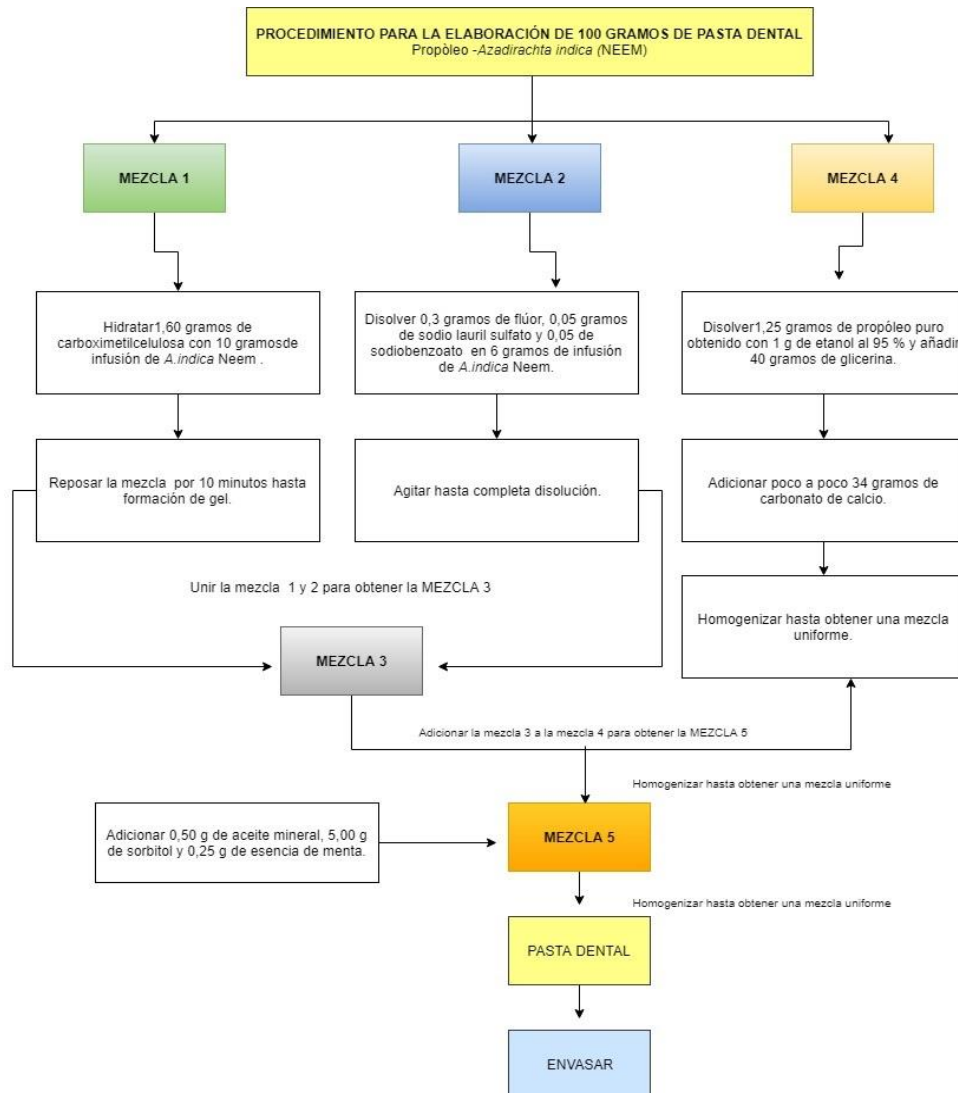 PROCEDIMIENTO PARA LA ELABORACIÓN DE 100 GRAMOS DE PASTA DENTAL
Propòleo -Azadirachta indica (NEEM)
MEZCLA 1
MEZCLA 2
MEZCLA 4
Hidratar1,60 gramos de
carboximetilcelulosa con 10 gramosde
infusión de A.indica Neem .
Disolver 0,3 gramos de flúor, 0,05 gramos
de sodio lauril sulfato y 0,05 de
sodiobenzoato en 6 gramos de infusión
de A.indica Neem.
Disolver1,25 gramos de propóleo puro
obtenido con 1 g de etanol al 95 % y añadir
40 gramos de glicerina.
Reposar la mezcla por 10 minutos hasta
formación de gel.
Agitar hasta completa disolución.
Adicionar poco a poco 34 gramos de
carbonato de calcio.
Unir la mezcla 1 y 2 para obtener la MEZCLA 3
Homogenizar hasta obtener una mezcla
uniforme.
MEZCLA 3
Adicionar la mezcla 3 a la mezcla 4 para obtener la MEZCLA 5
Homogenizar hasta obtener una mezcla uniforme
Adicionar 0,50 g de aceite mineral, 5,00 g
de sorbitol y 0,25 g de esencia de menta.
MEZCLA 5
Homogenizar hasta obtener una mezcla uniforme
PASTA DENTAL
ENVASAR